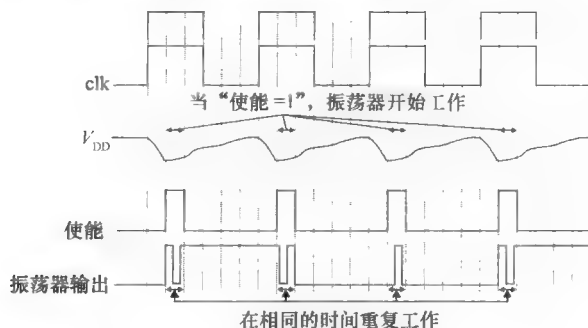 clk
当“使能=1”，振荡器开始工作
VDD
使能
振荡器输出
在相同的时间重复工作